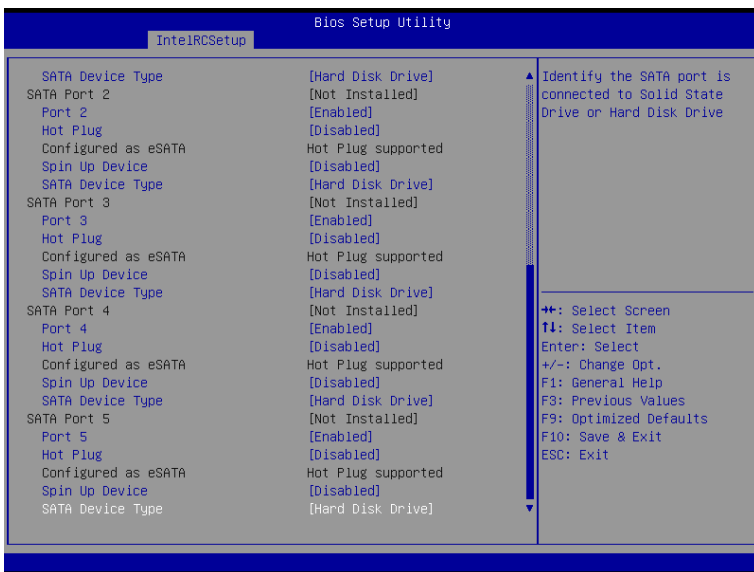 Bios Setup Utility
IntelRCSetup
SATA Device Type [Hard Disk Drive]
SATA Port 2 [Not Installed]
Port 2 [Enabled]
Hot Plug [Disabled]
Configured as eSATA Hot Plug supported
Spin Up Device [Disabled]
SATA Device Type [Hard Disk Drive]
SATA Port 3 [Not Installed]
Port 3 [Enabled]
Hot Plug [Disabled]
Configured as eSATA Hot Plug supported
Spin Up Device [Disabled]
SATA Device Type [Hard Disk Drive]
SATA Port 4 [Not Installed]
Port 4 [Enabled]
Hot Plug [Disabled]
Configured as eSATA Hot Plug supported
Spin Up Device [Disabled]
SATA Device Type [Hard Disk Drive]
SATA Port 5 [Not Installed]
Port 5 [Enabled]
Hot Plug [Disabled]
Configured as eSATA Hot Plug supported
Spin Up Device [Disabled]
SATA Device Type [Hard Disk Drive]
Identify the SATA port is
connected to Solid State
Drive or Hard Disk Drive
→←: Select Screen
↑↓: Select Item
Enter: Select
+/-: Change Opt.
F1: General Help
F3: Previous Values
F9: Optimized Defaults
F10: Save & Exit
ESC: Exit